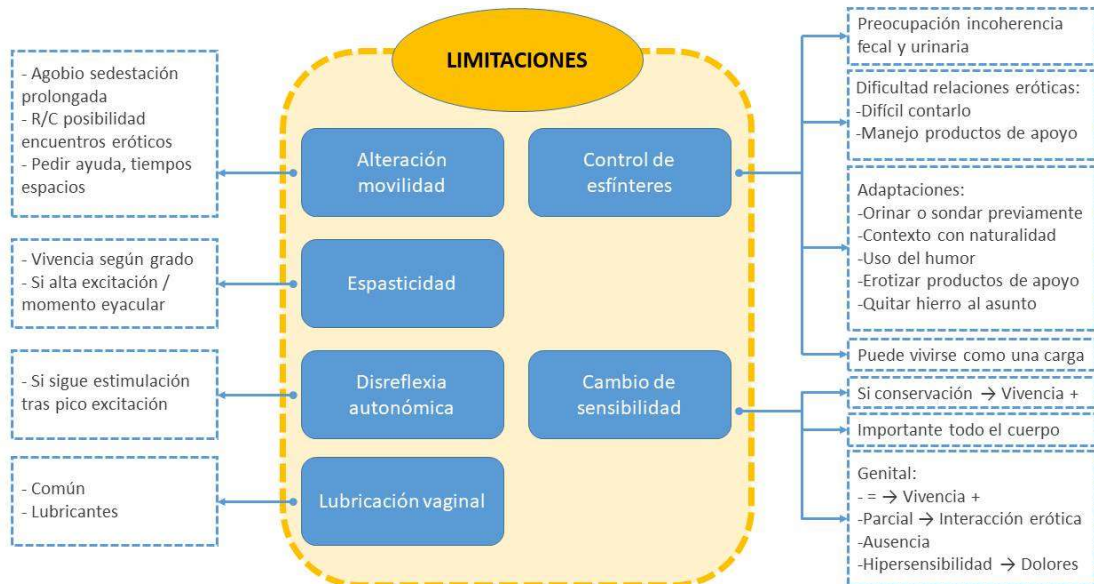 LIMITACIONES
- Agobio sedestación
prolongada
- R/C posibilidad
encuentros eróticos
- Pedir ayuda, tiempos
espacios
Alteración
movilidad
- Vivencia según grado
- Si alta excitación /
momento eyacular
Espasticidad
- Si sigue estimulación
tras pico excitación
Disreflexia
autonómica
- Común
- Lubricantes
Lubricación vaginal
Control de
esfínteres
Preocupación incoherencia
fecal y urinaria
Dificultad relaciones eróticas:
-Difícil contarlo
-Manejo productos de apoyo
Adaptaciones:
-Orinar o sondar previamente
-Contexto con naturalidad
-Uso del humor
-Erotizar productos de apoyo
-Quitar hierro al asunto
Puede vivirse como una carga
Cambio de
sensibilidad
Si conservación → Vivencia +
Importante todo el cuerpo
Genital:
- = → Vivencia +
-Parcial → Interacción erótica
-Ausencia
-Hipersensibilidad → Dolores